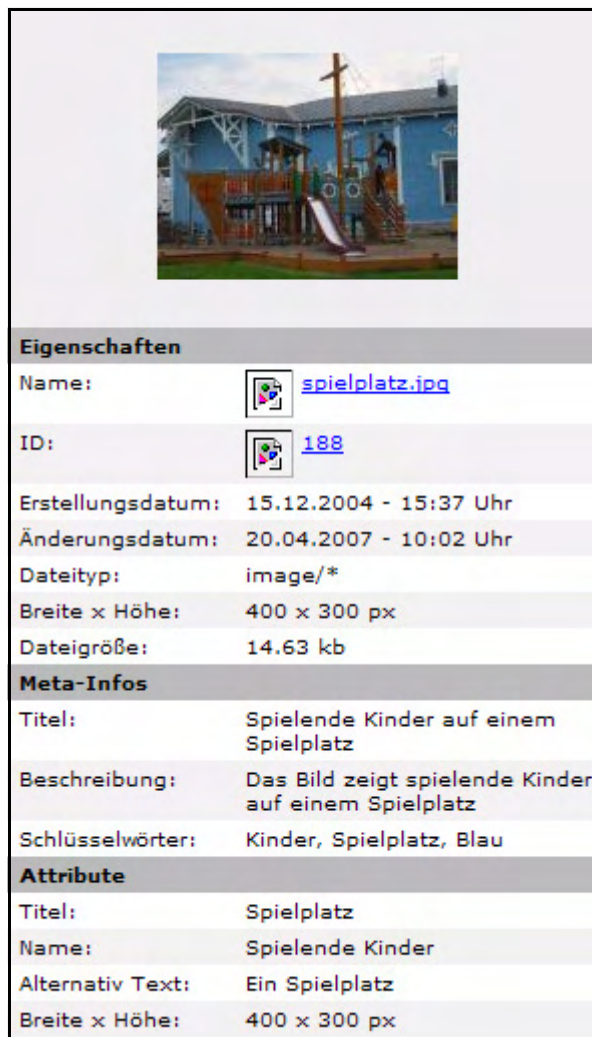 Eigenschaften
Name: spielplatz.jpg
ID: 188
Erstellungsdatum: 15.12.2004 - 15:37 Uhr
Änderungsdatum: 20.04.2007 - 10:02 Uhr
Dateityp: image/*
Breite x Höhe: 400 x 300 px
Dateigröße: 14.63 kb
Meta-Infos
Titel: Spielende Kinder auf einem
Spielplatz
Beschreibung: Das Bild zeigt spielende Kinder
auf einem Spielplatz
Schlüsselwörter: Kinder, Spielplatz, Blau
Attribute
Titel: Spielplatz
Name: Spielende Kinder
Alternativ Text: Ein Spielplatz
Breite x Höhe: 400 x 300 px